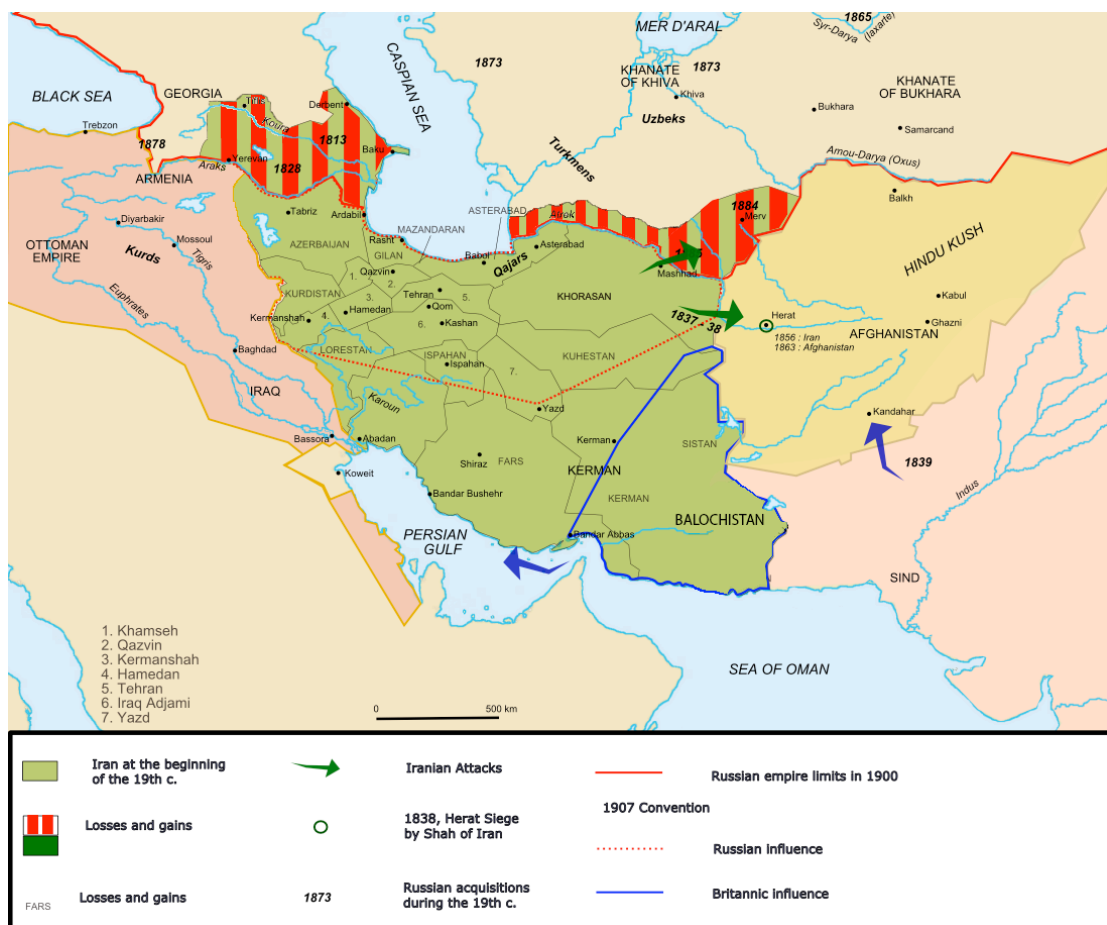 MER D'ARAL
1865
Syr-Darya (Iaxarte)
CASPIAN SEA
1873
KHANATE
OF KHIVA
1873
Khiva
KHANATE
OF BUKHARA
Bukhara
Samarcand
Uzbeks
BLACK SEA
GEORGIA
Trebzon
Derbent
Koura
1813
Baku
1878
Araks
Yerevan
1828
ARMENIA
Turkmens
Amou-Darya (Oxus)
Balkh
Diyarbakir
OTTOMAN
EMPIRE
Mossoul
Kurds
Tigris
Euphrates
Tabriz
Ardabil
AZERBAIJAN
Rasht
GILAN
MAZANDARAN
ASTERABAD
Atrek
1884
Merv
Babol
Qajars
Asterabad
Mashhad
HINDU KUSH
1.
Qazvin
2.
KURDISTAN
3.
Tehran
5.
KHORASAN
Kermanshah
4.
Hamedan
Qom
6.
Kashan
1837 - 38
Herat
1856 : Iran
1863 : Afghanistan
AFGHANISTAN
Kabul
Ghazni
Baghdad
LORESTAN
ISPAHAN
Ispahan
KUHESTAN
7.
IRAQ
Karoun
Yazd
Kandahar
Bassora
Abadan
Kerman
SISTAN
1839
Koweit
Shiraz
FARS
KERMAN
KERMAN
Indus
Bandar Bushehr
BALOCHISTAN
PERSIAN
GULF
Bandar Abbas
SIND
SEA OF OMAN
1. Khamseh
2. Qazvin
3. Kermanshah
4. Hamedan
5. Tehran
6. Iraq Adjami
7. Yazd
0
500 km
Iran at the beginning
of the 19th c.
Iranian Attacks
Russian empire limits in 1900
Losses and gains
1838, Herat Siege
by Shah of Iran
1907 Convention
Russian influence
FARS
Losses and gains
1873
Russian acquisitions
during the 19th c.
Britannic influence